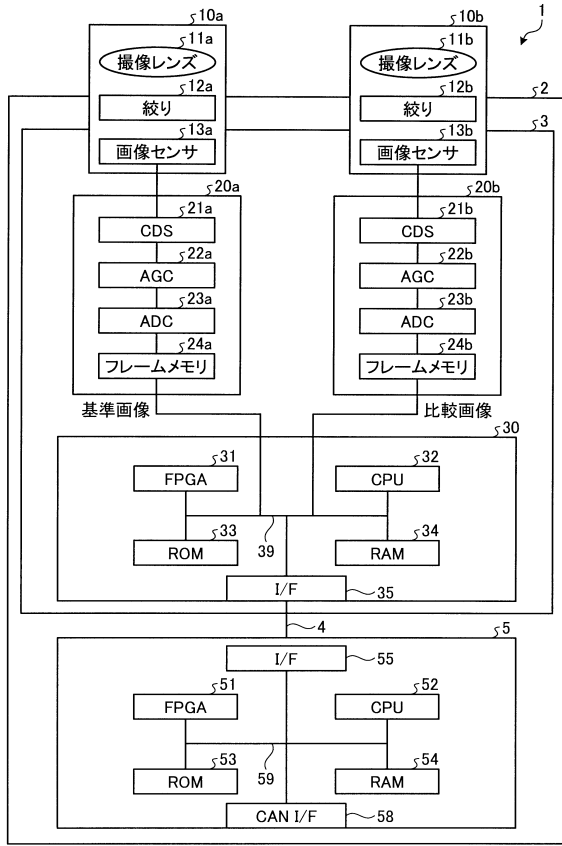 1
10a
10b
11a
11b
撮像レンズ
撮像レンズ
2
12a
12b
絞り
絞り
3
13a
13b
画像センサ
画像センサ
20a
20b
21a
21b
CDS
CDS
22a
22b
AGC
AGC
23a
23b
ADC
ADC
24a
24b
フレームメモリ
フレームメモリ
基準画像
比較画像
30
31
32
FPGA
CPU
33
34
39
ROM
RAM
I/F
35
4
5
I/F
55
51
52
FPGA
CPU
53
54
59
ROM
RAM
CAN I/F
58